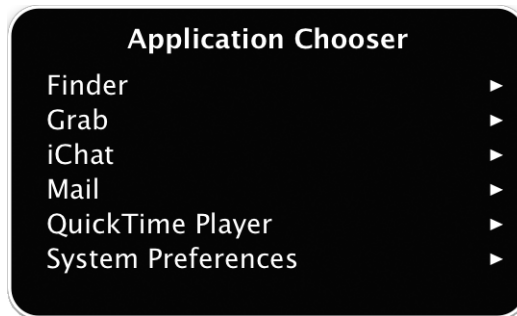 Application Chooser
Finder
Grab
iChat
Mail
QuickTime Player
System Preferences